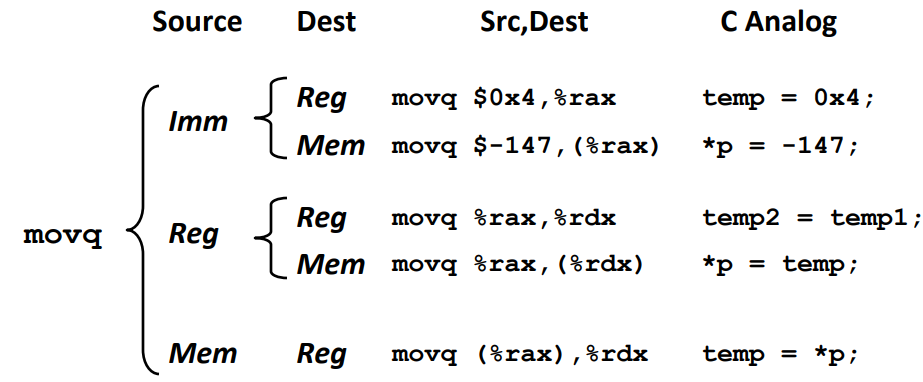 Source Dest Src,Dest C Analog
Reg movq $0x4,%rax temp = 0x4;
Imm
Mem movq $-147,(%rax) *p = -147;
Reg movq %rax,%rdx temp2 = temp1;
movq Reg
Mem movq %rax,(%rdx) *p = temp;
Mem Reg movq (%rax),%rdx temp = *p;